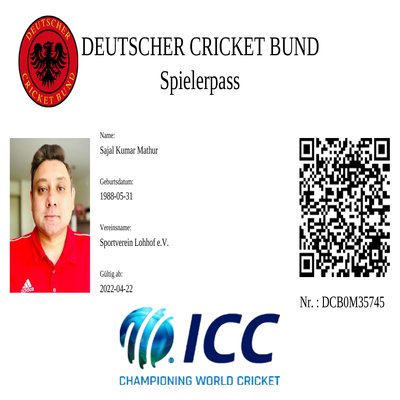 DEUTSCHER CRICKET BUND
DEUTSCHER CRICKET BUND
Spielerpass
Name:
Sajal Kumar Mathur
Geburtsdatum:
1988-05-31
Vereinsname:
Sportverein Lohhof e.V.
Gültig ab:
2022-04-22
adidas
Nr. : DCB0M35745
ICC
CHAMPIONING WORLD CRICKET